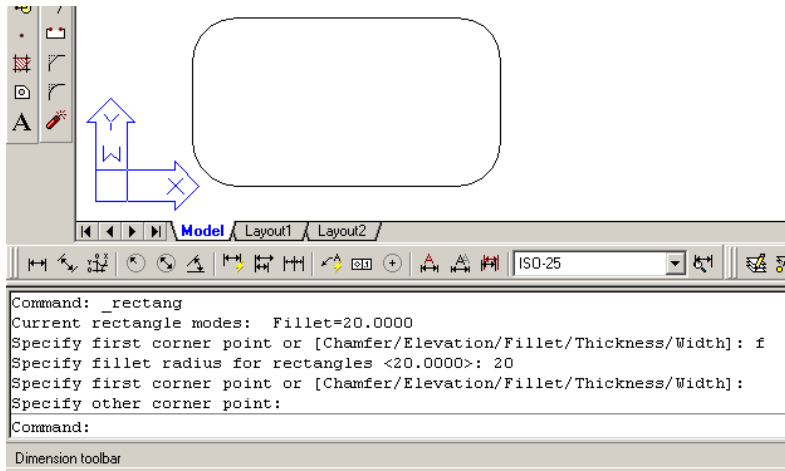 A
Y
W
X
Model Layout1 Layout2
ISO-25
Command: _rectang
Current rectangle modes:  Fillet=20.0000
Specify first corner point or [Chamfer/Elevation/Fillet/Thickness/Width]: f
Specify fillet radius for rectangles <20.0000>: 20
Specify first corner point or [Chamfer/Elevation/Fillet/Thickness/Width]:
Specify other corner point:
Command:
Dimension toolbar